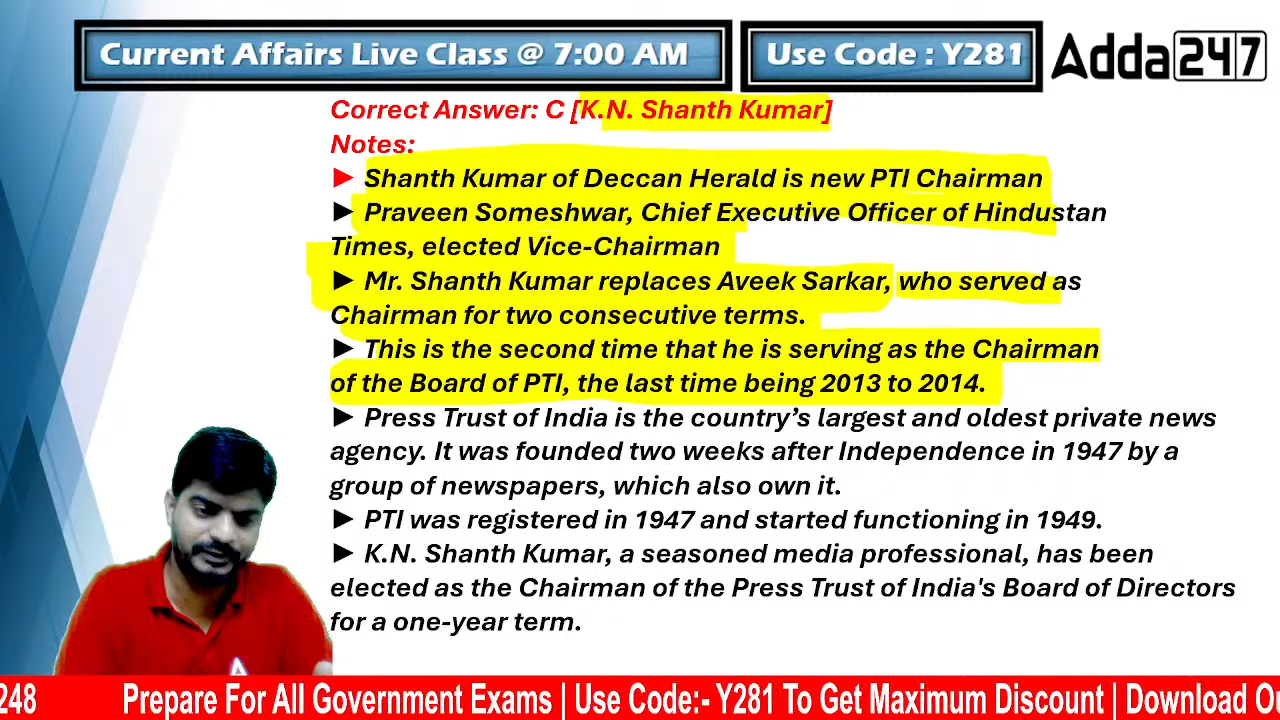 Current Affairs Live Class @ 7:00 AM
Use Code : Y281
Adda247
Correct Answer: C [K.N. Shanth Kumar]
Notes:
► Shanth Kumar of Deccan Herald is new PTI Chairman
► Praveen Someshwar, Chief Executive Officer of Hindustan
Times, elected Vice-Chairman
► Mr. Shanth Kumar replaces Aveek Sarkar, who served as
Chairman for two consecutive terms.
► This is the second time that he is serving as the Chairman
of the Board of PTI, the last time being 2013 to 2014.
► Press Trust of India is the country’s largest and oldest private news
agency. It was founded two weeks after Independence in 1947 by a
group of newspapers, which also own it.
► PTI was registered in 1947 and started functioning in 1949.
► K.N. Shanth Kumar, a seasoned media professional, has been
elected as the Chairman of the Press Trust of India's Board of Directors
for a one-year term.
248 Prepare For All Government Exams | Use Code:- Y281 To Get Maximum Discount | Download